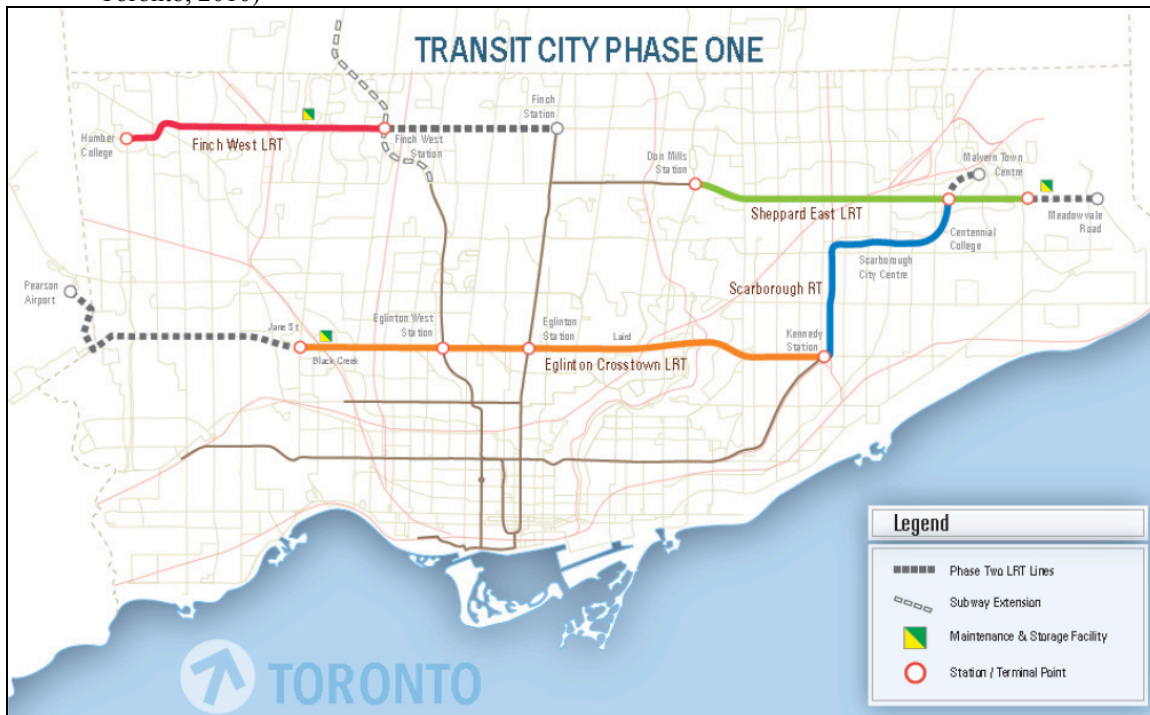 Toronto, 2010)
TRANSIT CITY PHASE ONE
Humber
College
Finch West LRT
Finch West
Station
Finch
Station
Don Mills
Station
Malvern Town
Centre
Sheppard East LRT
Meadowvale
Road
Centennial
College
Scarborough
City Centre
Scarborough RT
Pearson
Airport
Jane St.
Black Creek
Eglinton West
Station
Eglinton
Station
Laird
Eglinton Crosstown LRT
Kennedy
Station
Legend
Phase Two LRT Lines
Subway Extension
Maintenance & Storage Facility
Station / Terminal Point
TORONTO